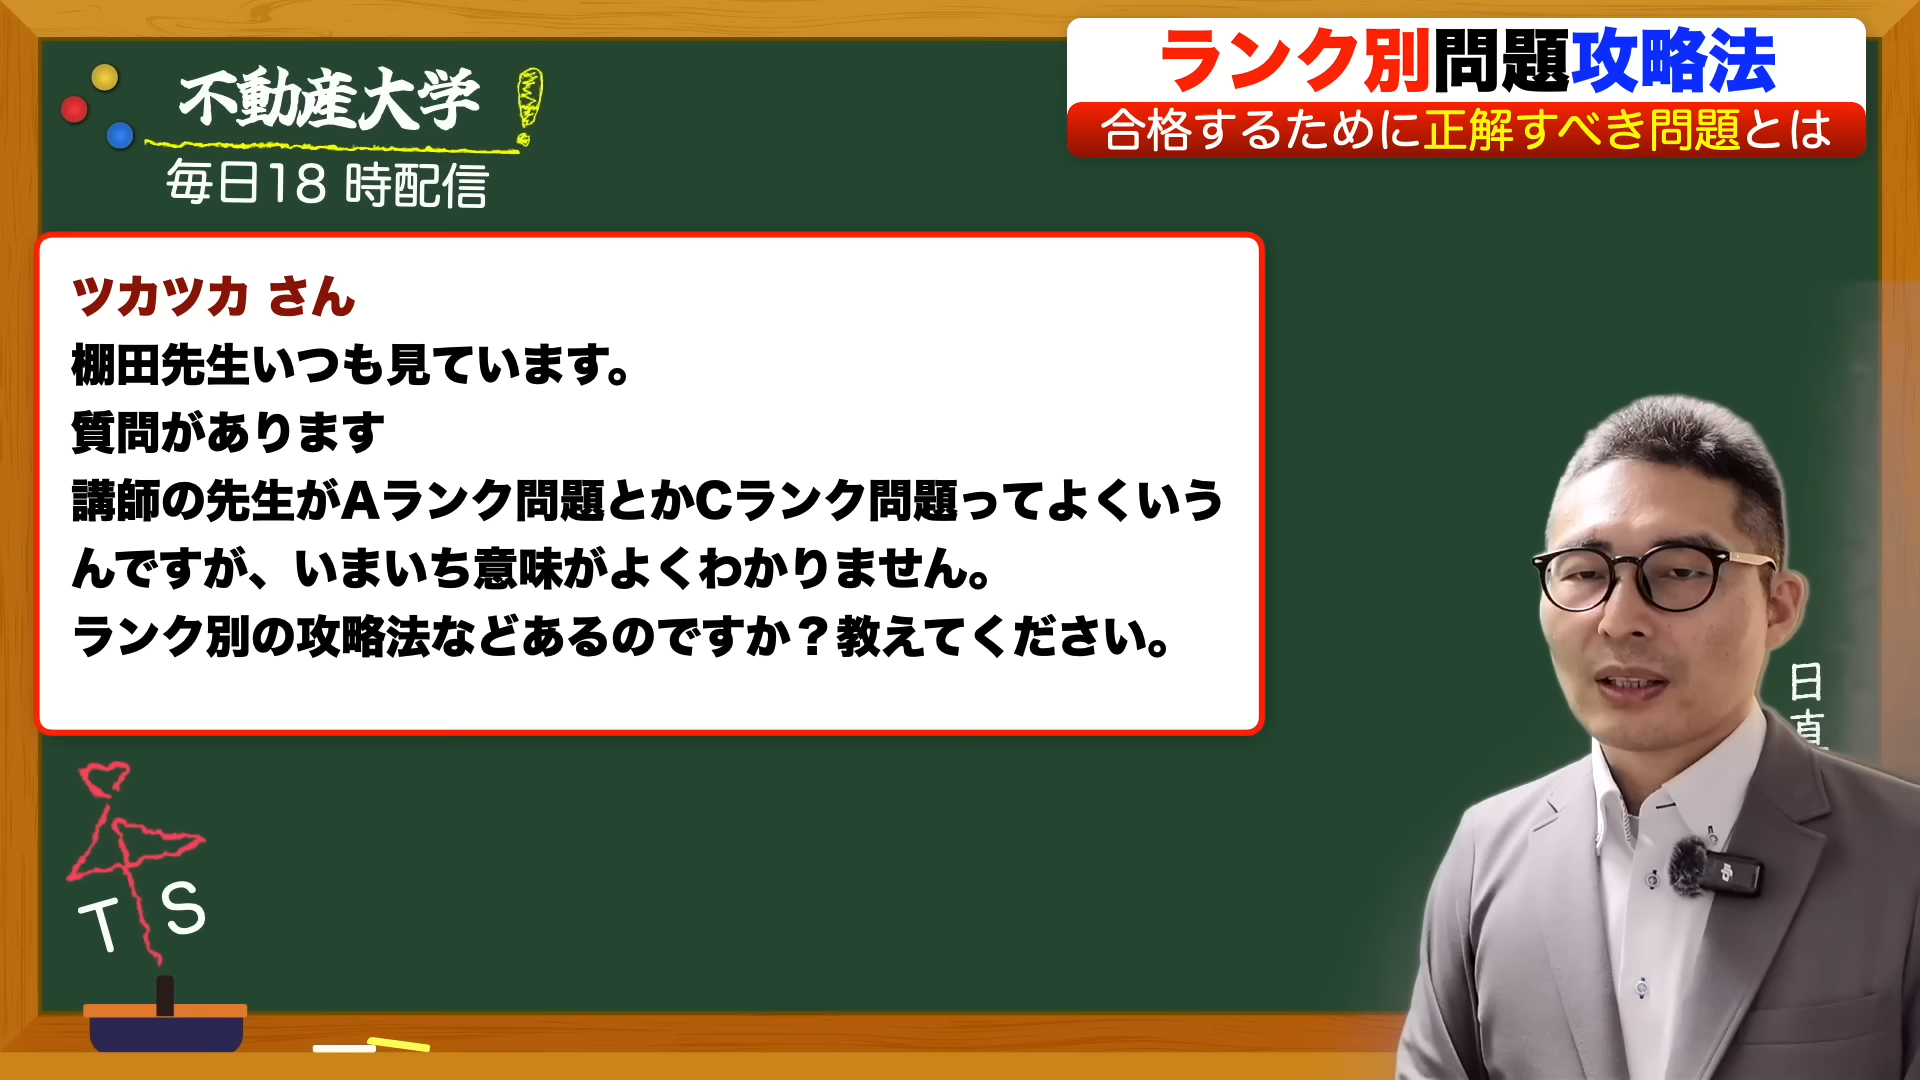 不動産大学!
毎日18 時配信
ランク別問題攻略法
合格するために正解すべき問題とは
ツカツカ さん
棚田先生いつも見ています。
質問があります
講師の先生がAランク問題とかCランク問題ってよくいう
んですが、いまいち意味がよくわかりません。
ランク別の攻略法などあるのですか?教えてください。
日直
T S